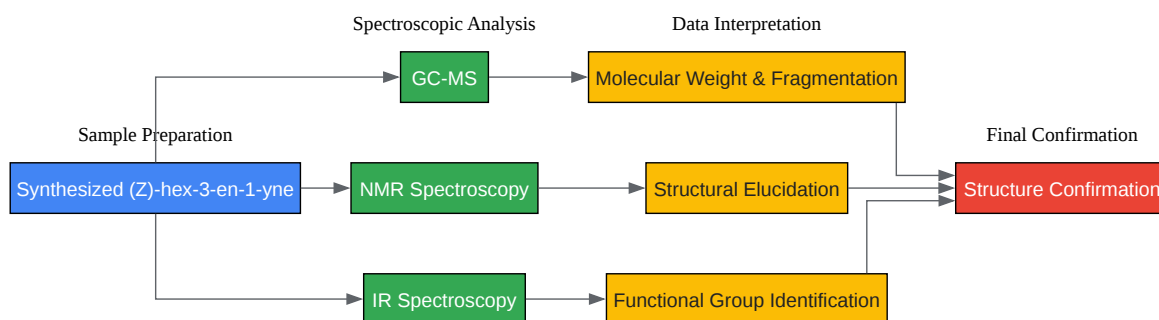 Spectroscopic Analysis
Data Interpretation
GC-MS
Molecular Weight & Fragmentation
Sample Preparation
Final Confirmation
Synthesized (Z)-hex-3-en-1-yne
NMR Spectroscopy
Structural Elucidation
Structure Confirmation
IR Spectroscopy
Functional Group Identification